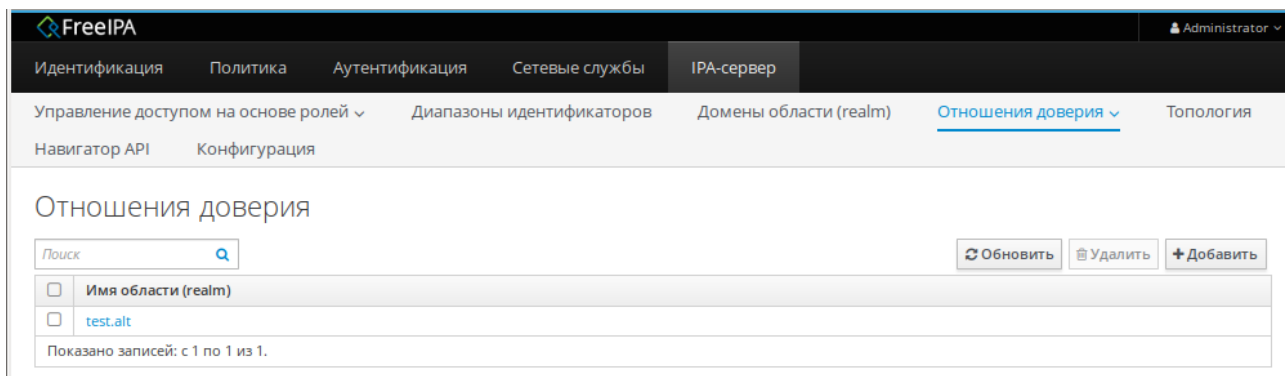 FreeIPA Administrator
Идентификация Политика Аутентификация Сетевые службы IPA-сервер
Управление доступом на основе ролей Диапазоны идентификаторов Домены области (realm) Отношения доверия Топология
Навигатор API Конфигурация
Отношения доверия
Поиск Обновить Удалить Добавить
Имя области (realm)
test.alt
Показано записей: с 1 по 1 из 1.